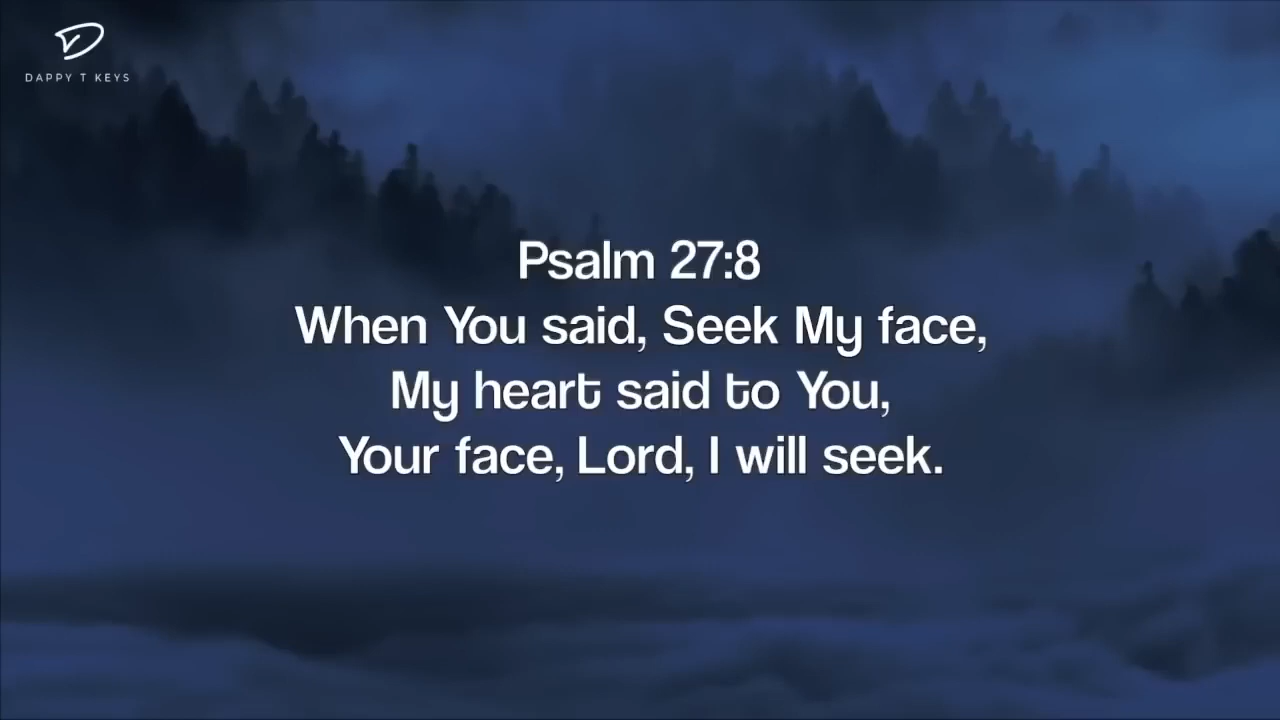 DAPPY T KEYS
Psalm 27:8
When You said, Seek My face,
My heart said to You,
Your face, Lord, I will seek.